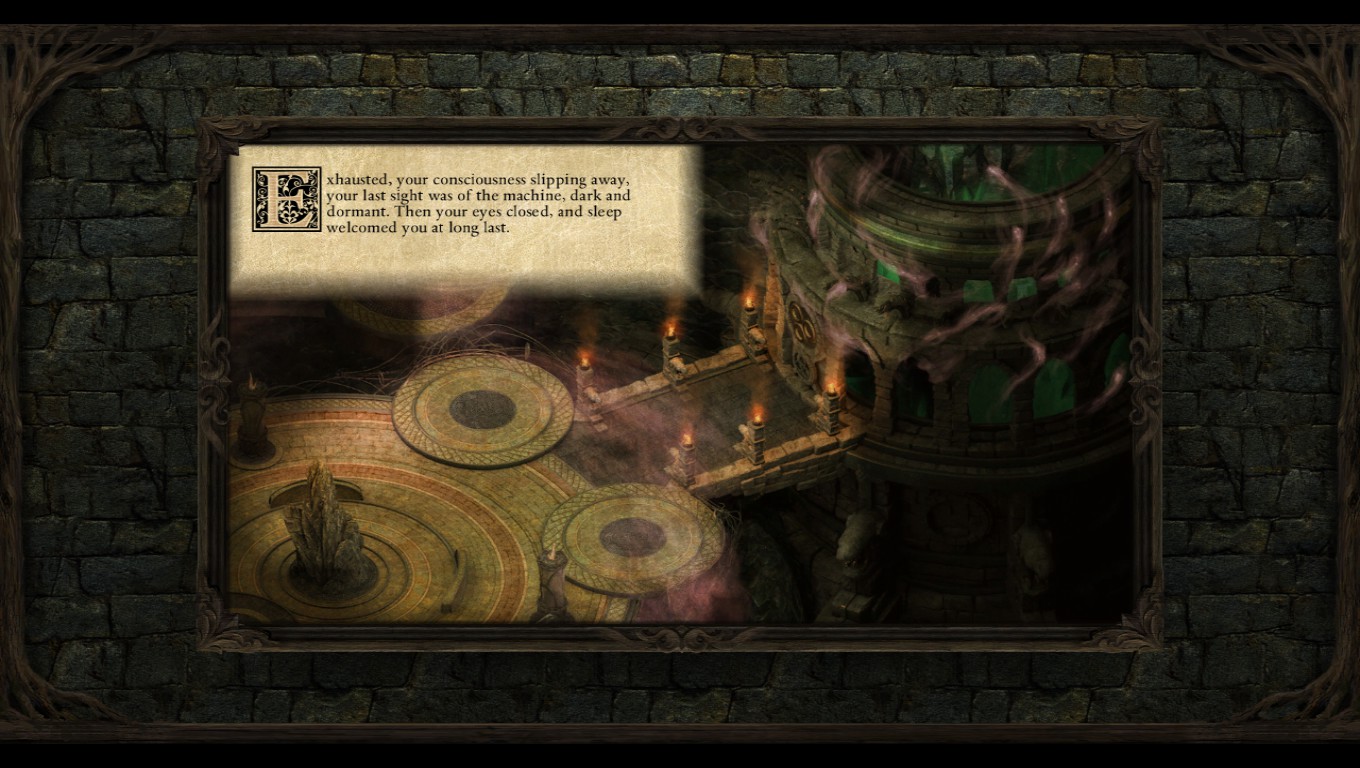 Exhausted, your consciousness slipping away,
your last sight was of the machine, dark and
dormant. Then your eyes closed, and sleep
welcomed you at long last.